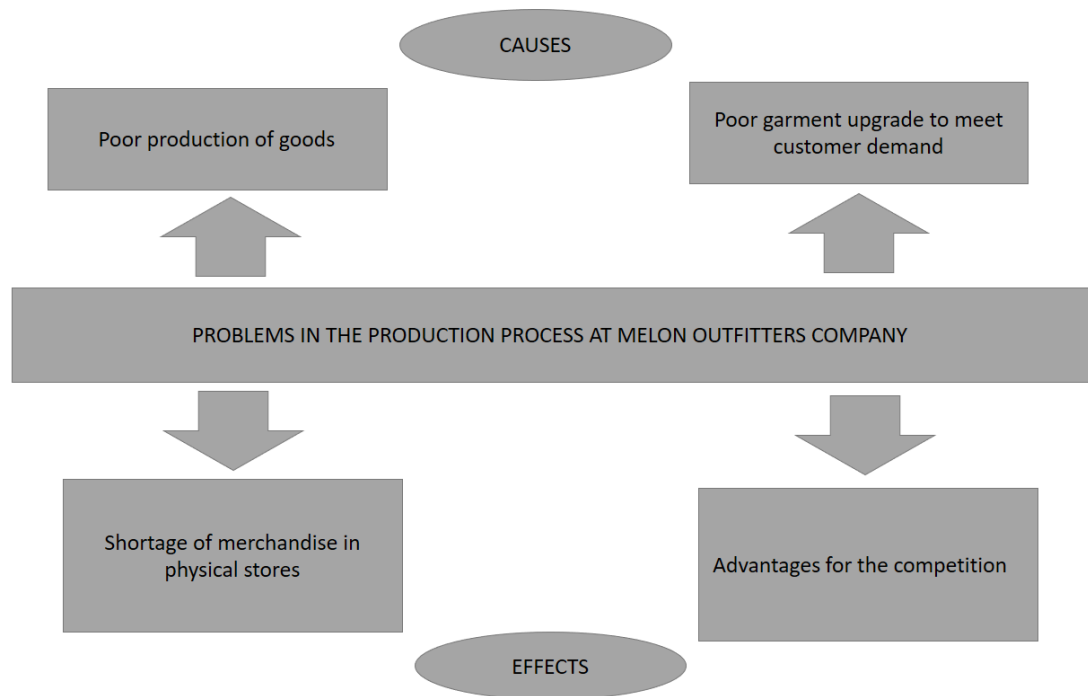 CAUSES
Poor production of goods
Poor garment upgrade to meet
customer demand
PROBLEMS IN THE PRODUCTION PROCESS AT MELON OUTFITTERS COMPANY
Shortage of merchandise in
physical stores
Advantages for the competition
EFFECTS